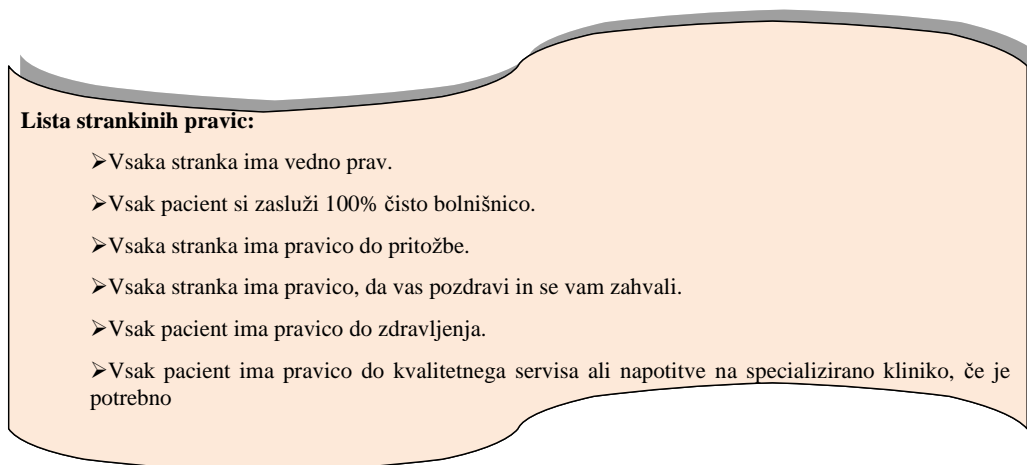 Lista strankinih pravic:
➢Vsaka stranka ima vedno prav.
➢Vsak pacient si zasluži 100% čisto bolnišnico.
➢Vsaka stranka ima pravico do pritožbe.
➢Vsaka stranka ima pravico, da vas pozdravi in se vam zahvali.
➢Vsak pacient ima pravico do zdravljenja.
➢Vsak pacient ima pravico do kvalitetnega servisa ali napotitve na specializirano kliniko, če je
potrebno